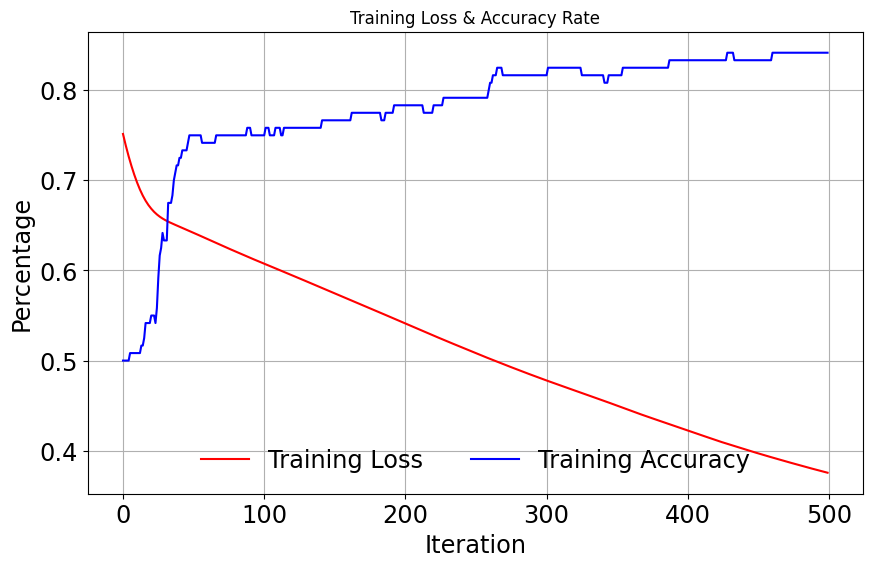 Training Loss & Accuracy Rate
Percentage
0.8
0.7
0.6
0.5
0.4
Training Loss Training Accuracy
0 100 200 300 400 500
Iteration